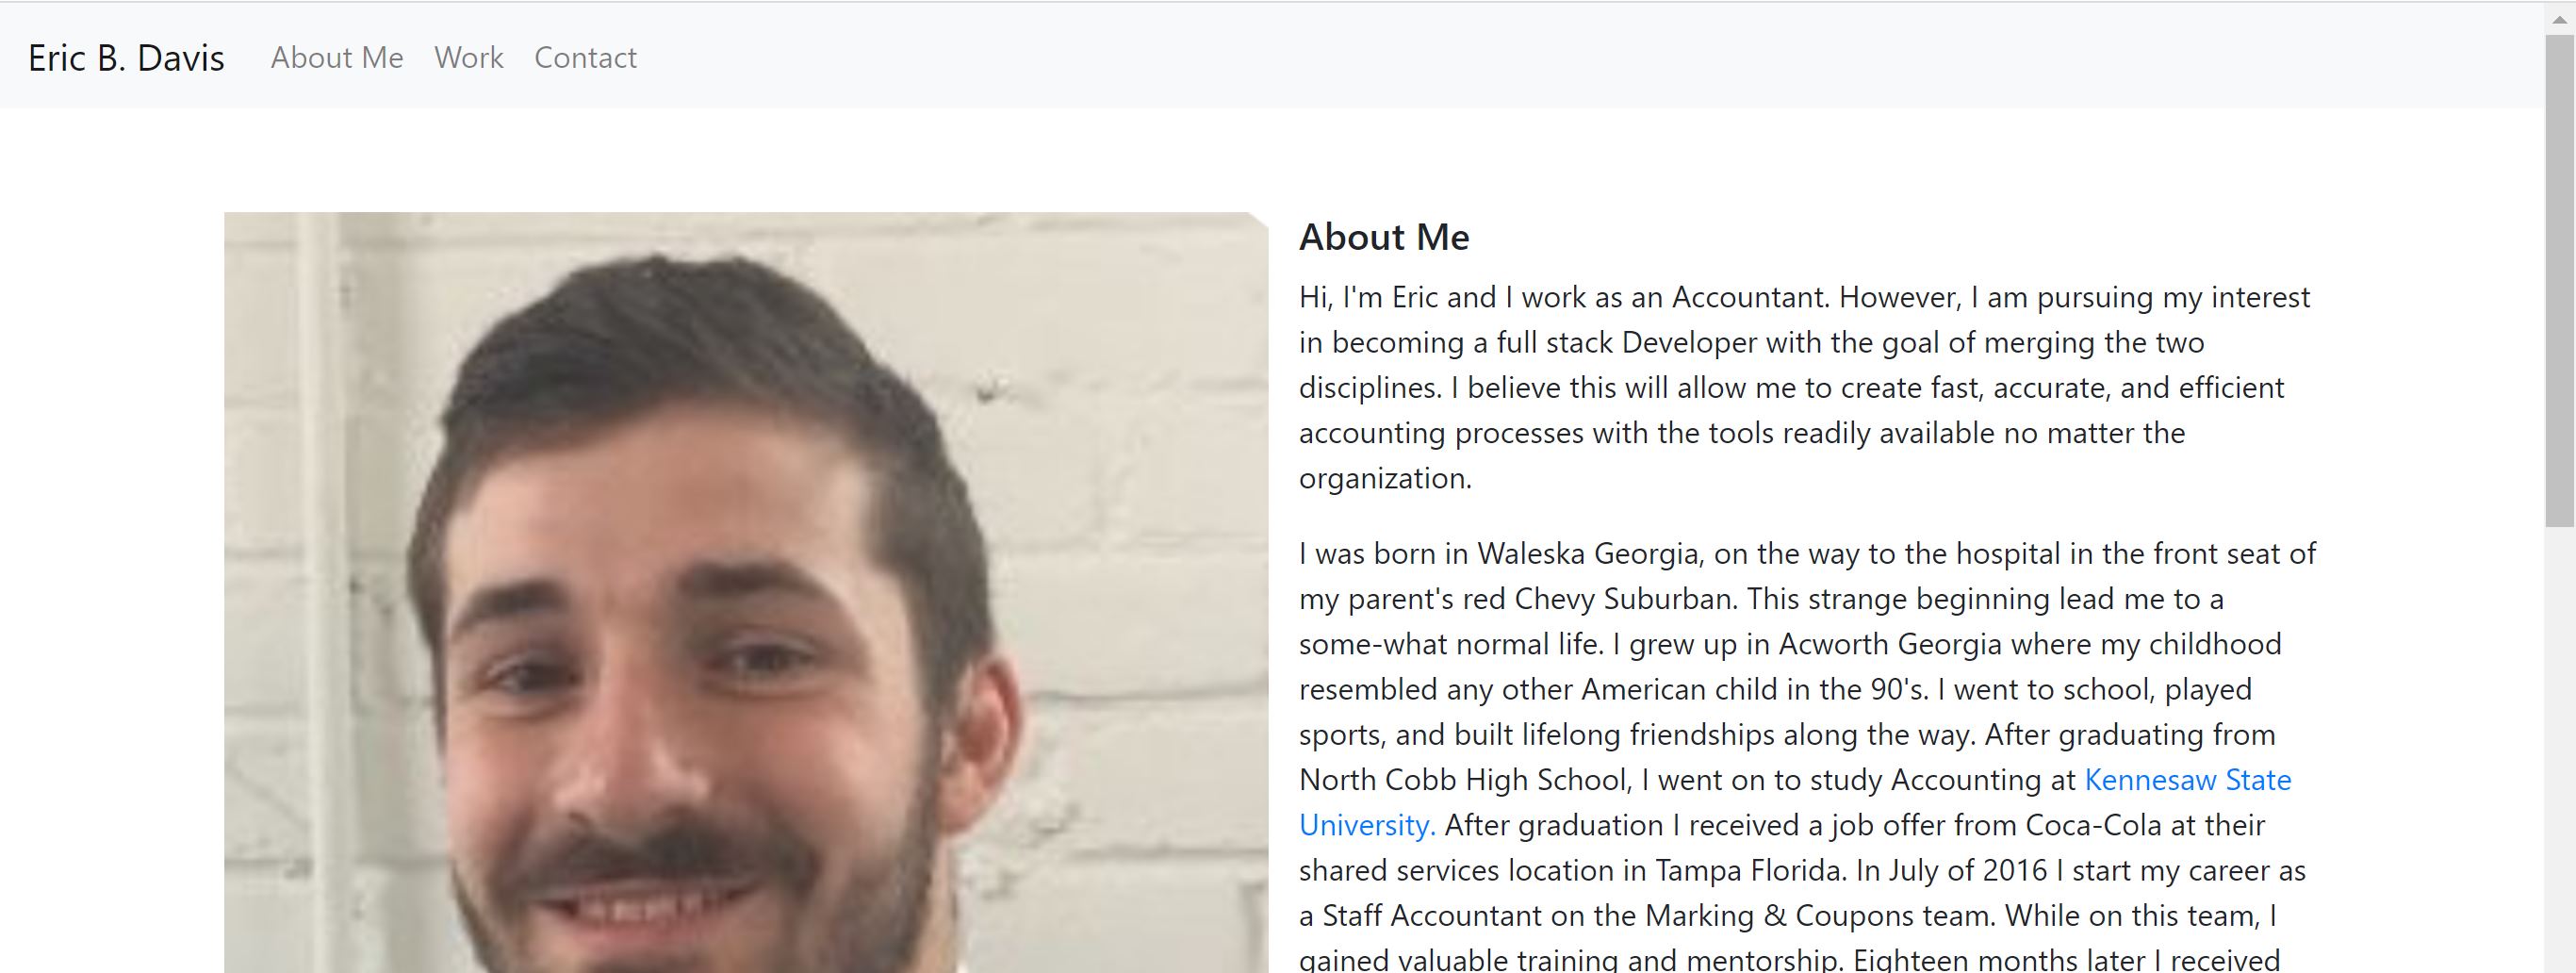 Eric B. Davis About Me Work Contact
About Me
Hi, I'm Eric and I work as an Accountant. However, I am pursuing my interest
in becoming a full stack Developer with the goal of merging the two
disciplines. I believe this will allow me to create fast, accurate, and efficient
accounting processes with the tools readily available no matter the
organization.
I was born in Waleska Georgia, on the way to the hospital in the front seat of
my parent's red Chevy Suburban. This strange beginning lead me to a
some-what normal life. I grew up in Acworth Georgia where my childhood
resembled any other American child in the 90's. I went to school, played
sports, and built lifelong friendships along the way. After graduating from
North Cobb High School, I went on to study Accounting at Kennesaw State
University. After graduation I received a job offer from Coca-Cola at their
shared services location in Tampa Florida. In July of 2016 I start my career as
a Staff Accountant on the Marking & Coupons team. While on this team, I
gained valuable training and mentorship. Eighteen months later I received